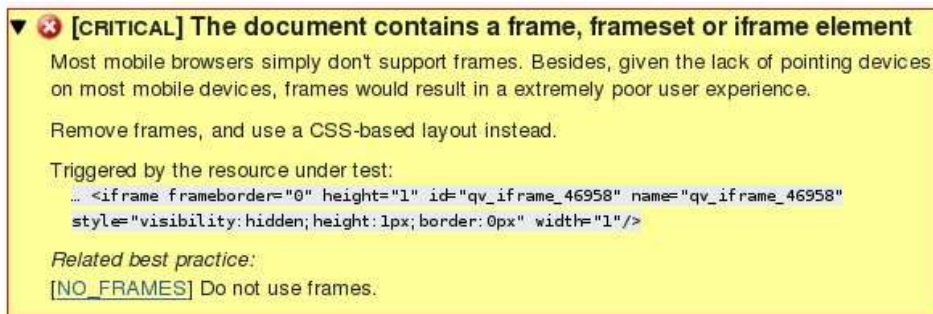 [CRITICAL] The document contains a frame, frameset or iframe element
Most mobile browsers simply don't support frames. Besides, given the lack of pointing devices
on most mobile devices, frames would result in a extremely poor user experience.
Remove frames, and use a CSS-based layout instead.
Triggered by the resource under test:
… <iframe frameborder="0" height="1" id="qv_iframe_46958" name="qv_iframe_46958"
style="visibility:hidden;height:1px;border:0px" width="1"/>
Related best practice:
[NO_FRAMES] Do not use frames.